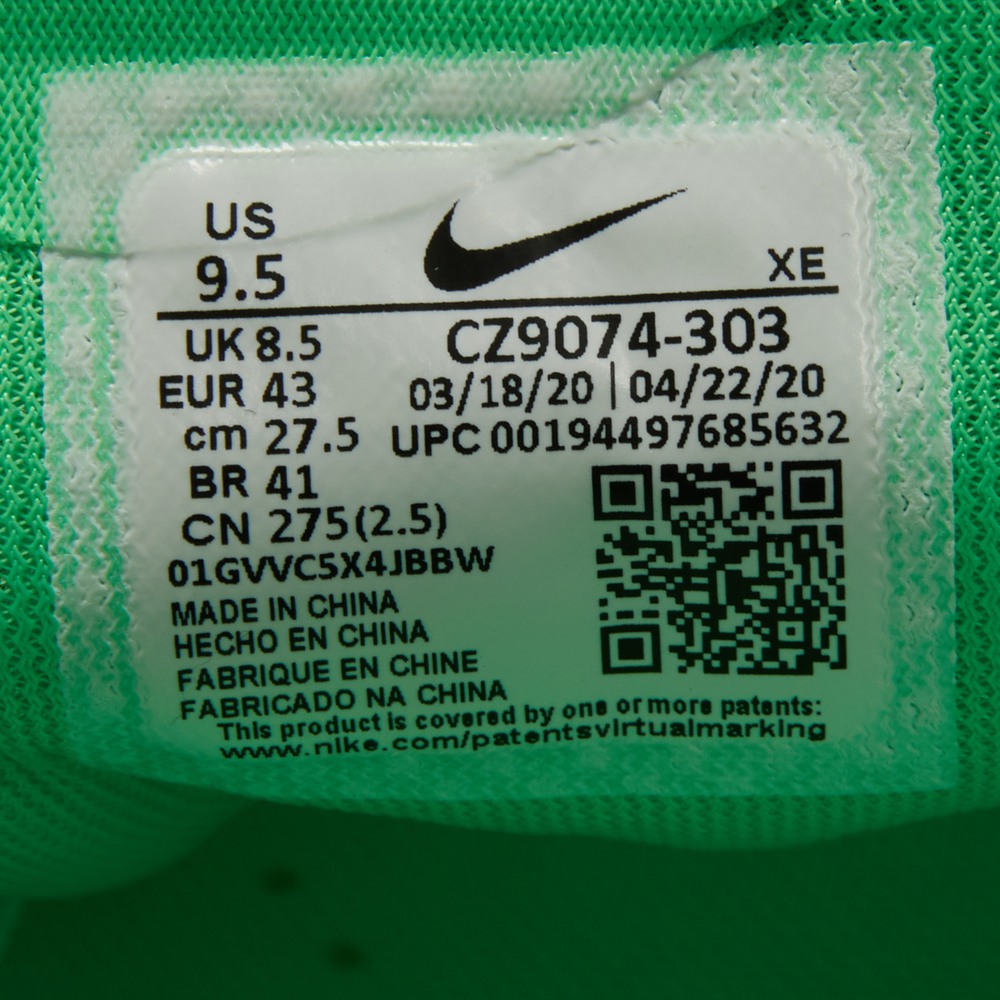 US
9.5
XE
UK 8.5
CZ9074-303
EUR 43
03/18/20 | 04/22/20
cm 27.5
UPC 00194497685632
BR 41
CN 275(2.5)
01GVVC5X4JBBW
MADE IN CHINA
HECHO EN CHINA
FABRIQUE EN CHINE
FABRICADO NA CHINA
This product is covered by one or more patents:
www.nike.com/patentsvirtualmarking